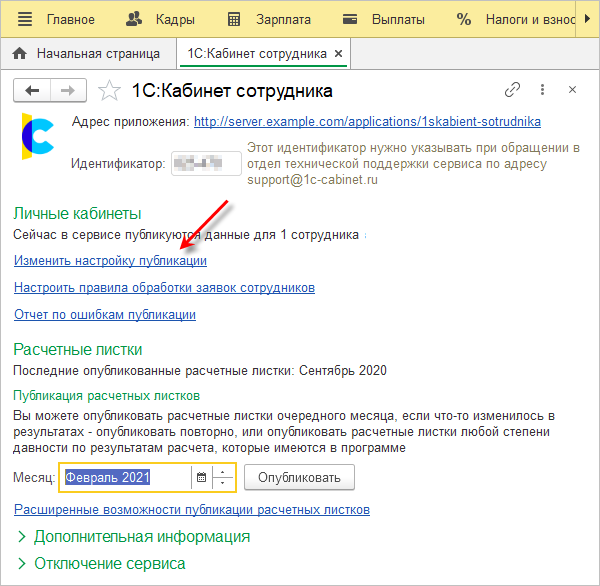 Главное Кадры Зарплата Выплаты % Налоги и взнос
Начальная страница 1С:Кабинет сотрудника ×
1С:Кабинет сотрудника
Адрес приложения: http://server.example.com/applications/1skabient-sotrudnika
Идентификатор:
Этот идентификатор нужно указывать при обращении в
отдел технической поддержки сервиса по адресу
support@1c-cabinet.ru
Личные кабинеты
Сейчас в сервисе публикуются данные для 1 сотрудника
Изменить настройку публикации
Настроить правила обработки заявок сотрудников
Отчет по ошибкам публикации
Расчетные листки
Последние опубликованные расчетные листки: Сентябрь 2020
Публикация расчетных листков
Вы можете опубликовать расчетные листки очередного месяца, если что-то изменилось в
результатах - опубликовать повторно, или опубликовать расчетные листки любой степени
давности по результатам расчета, которые имеются в программе
Месяц: Февраль 2021 Опубликовать
Расширенные возможности публикации расчетных листков
Дополнительная информация
Отключение сервиса